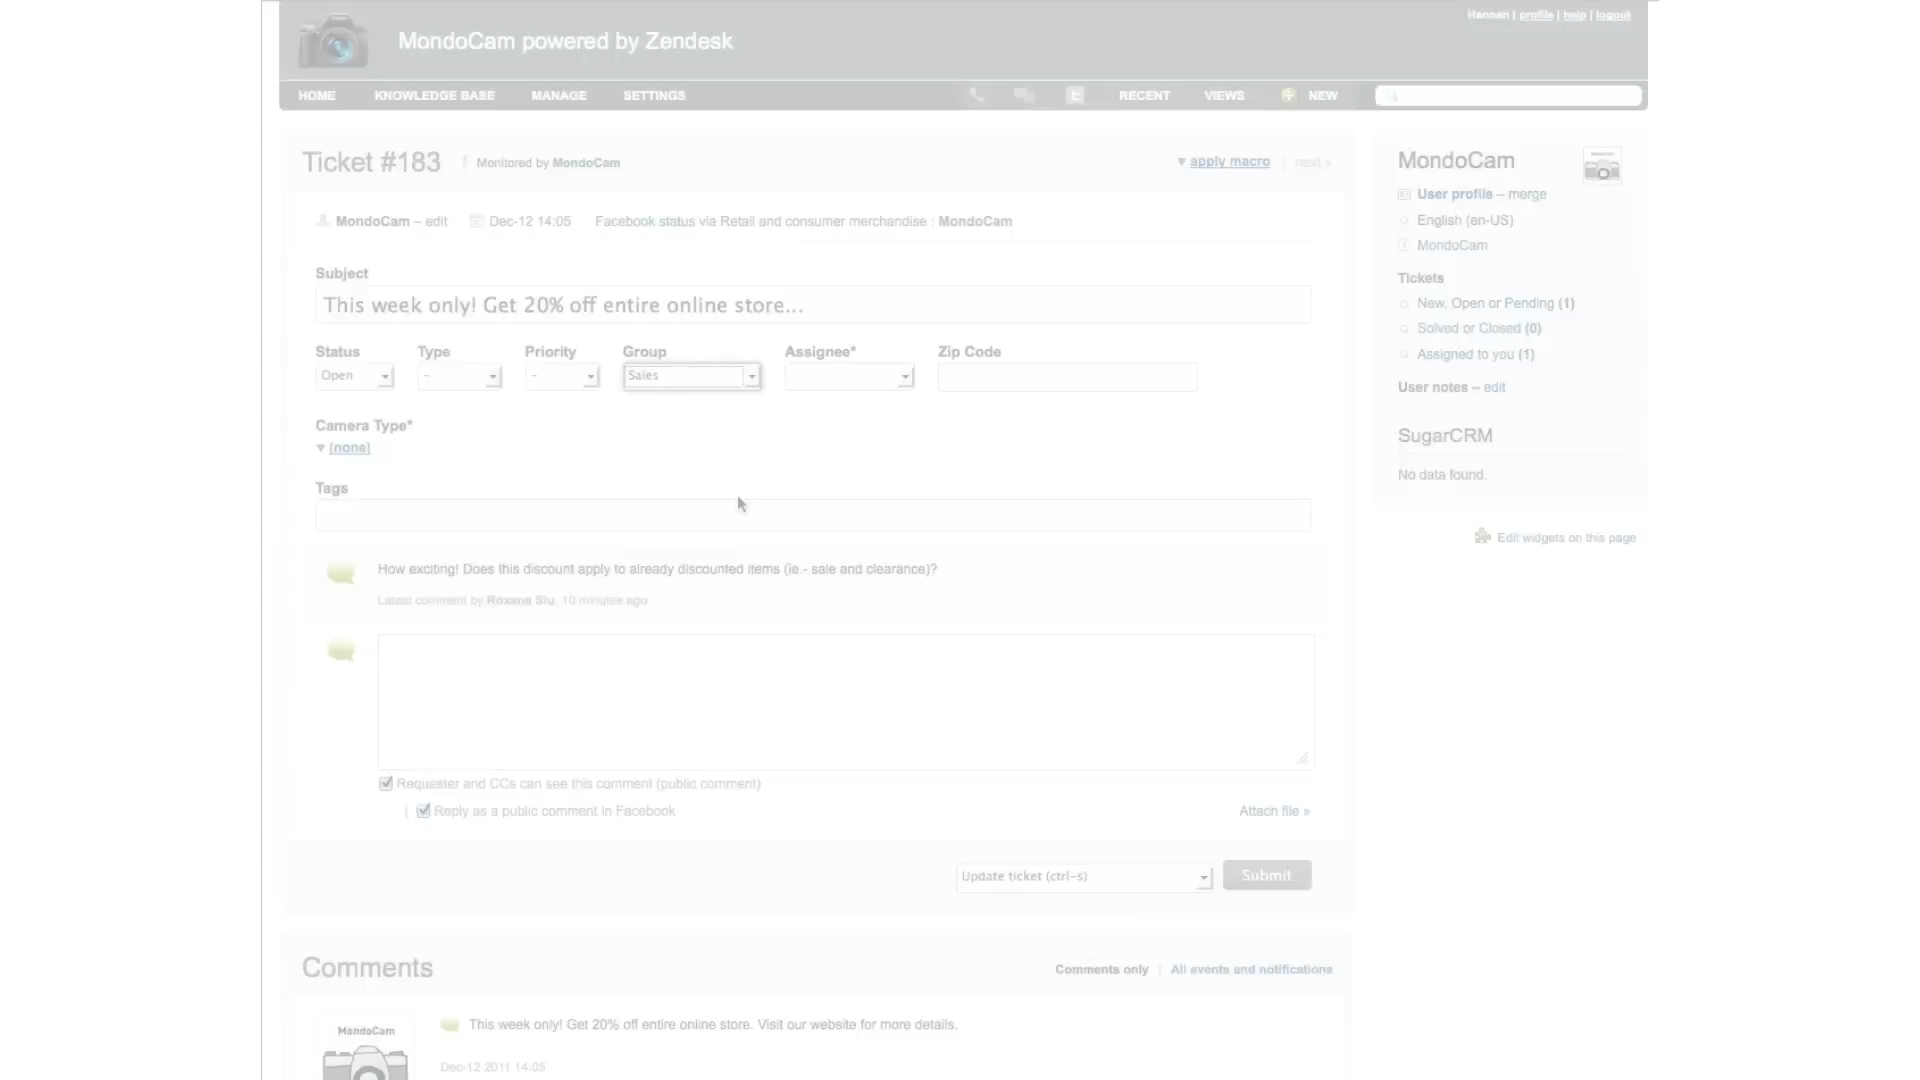 Hannah | profile | help | logout
MondoCam powered by Zendesk
HOME KNOWLEDGE BASE MANAGE SETTINGS RECENT VIEWS NEW
Ticket #183 Monitored by MondoCam apply macro | next »
MondoCam – edit Dec-12 14:05 Facebook status via Retail and consumer merchandise : MondoCam
Subject
This week only! Get 20% off entire online store...
Status Type Priority Group Assignee* Zip Code
Open - - Sales
Camera Type*
(none)
Tags
How exciting! Does this discount apply to already discounted items (ie.- sale and clearance)?
Latest comment by Roxana Siu 10 minutes ago
Requester and CCs can see this comment (public comment)
| Reply as a public comment in Facebook
Attach file »
Update ticket (ctrl-s) Submit
Comments
Comments only | All events and notifications
MondoCam
This week only! Get 20% off entire online store. Visit our website for more details.
Dec-12 2011 14:05
MondoCam
User profile – merge
English (en-US)
MondoCam
Tickets
New, Open or Pending (1)
Solved or Closed (0)
Assigned to you (1)
User notes – edit
SugarCRM
No data found.
Edit widgets on this page